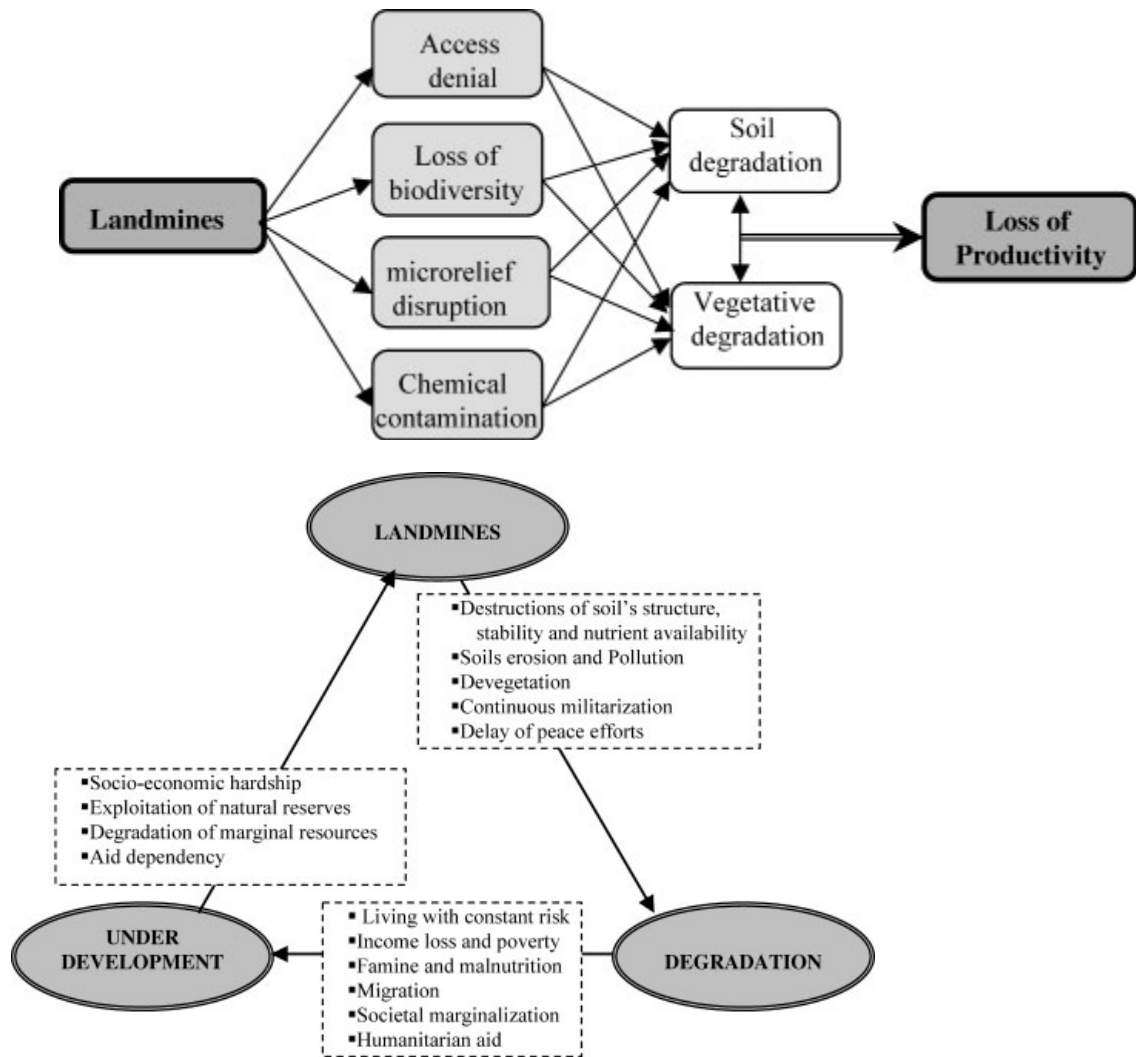 Access
denial
Loss of
biodiversity
Landmines
microrelief
disruption
Chemical
contamination
Soil
degradation
Vegetative
degradation
Loss of
Productivity
LANDMINES
▪Destructions of soil's structure,
stability and nutrient availability
▪Soils erosion and Pollution
▪Devegetation
▪Continuous militarization
▪Delay of peace efforts
▪Socio-economic hardship
▪Exploitation of natural reserves
▪Degradation of marginal resources
▪Aid dependency
UNDER
DEVELOPMENT
▪ Living with constant risk
▪Income loss and poverty
▪Famine and malnutrition
▪Migration
▪Societal marginalization
▪Humanitarian aid
DEGRADATION